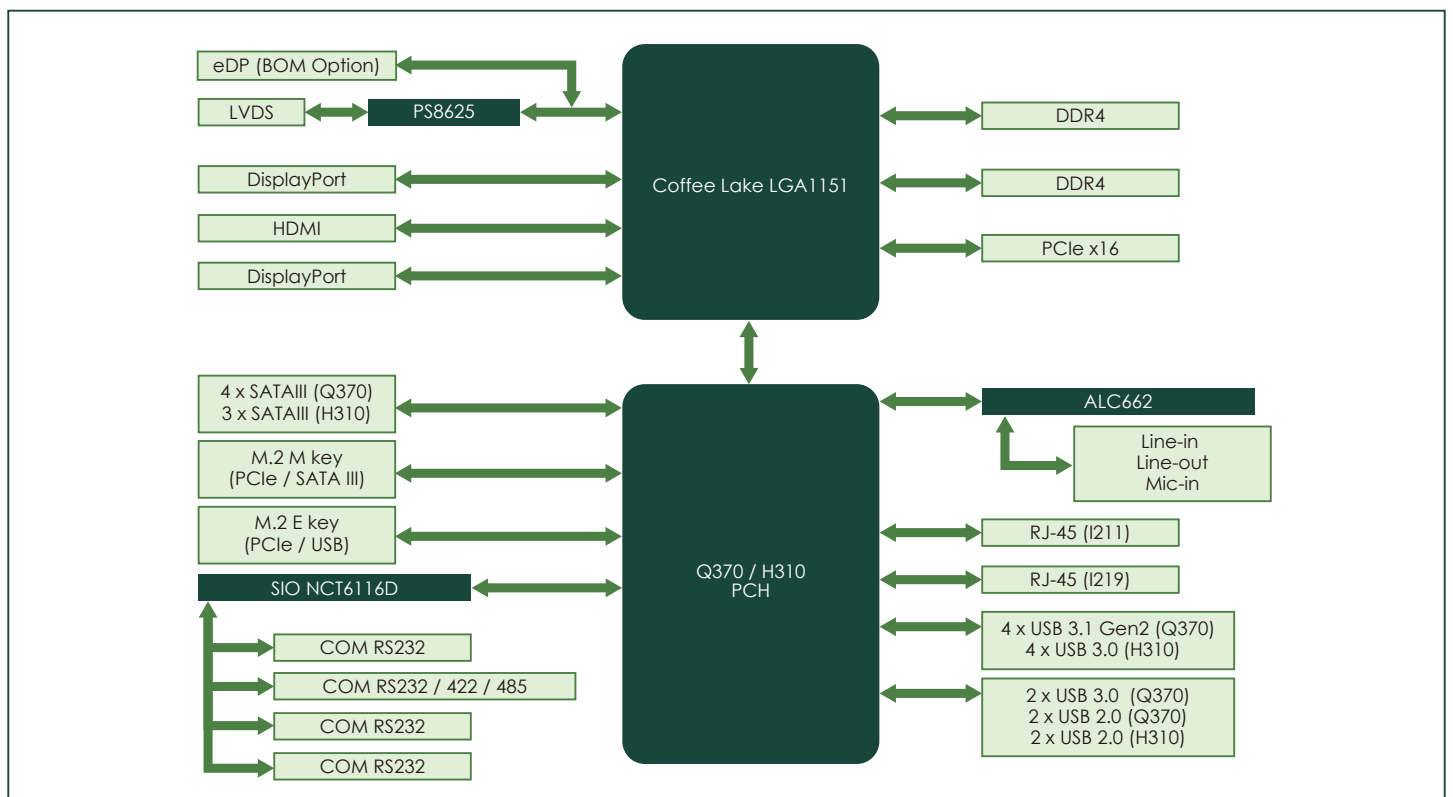 eDP (BOM Option)
LVDS
PS8625
DisplayPort
HDMI
DisplayPort
Coffee Lake LGA1151
DDR4
DDR4
PCIe x16
4 x SATAIII (Q370)
3 x SATAIII (H310)
M.2 M key
(PCIe / SATA III)
M.2 E key
(PCIe / USB)
SIO NCT6116D
COM RS232
COM RS232 / 422 / 485
COM RS232
COM RS232
Q370 / H310
PCH
ALC662
Line-in
Line-out
Mic-in
RJ-45 (I211)
RJ-45 (I219)
4 x USB 3.1 Gen2 (Q370)
4 x USB 3.0 (H310)
2 x USB 3.0 (Q370)
2 x USB 2.0 (Q370)
2 x USB 2.0 (H310)